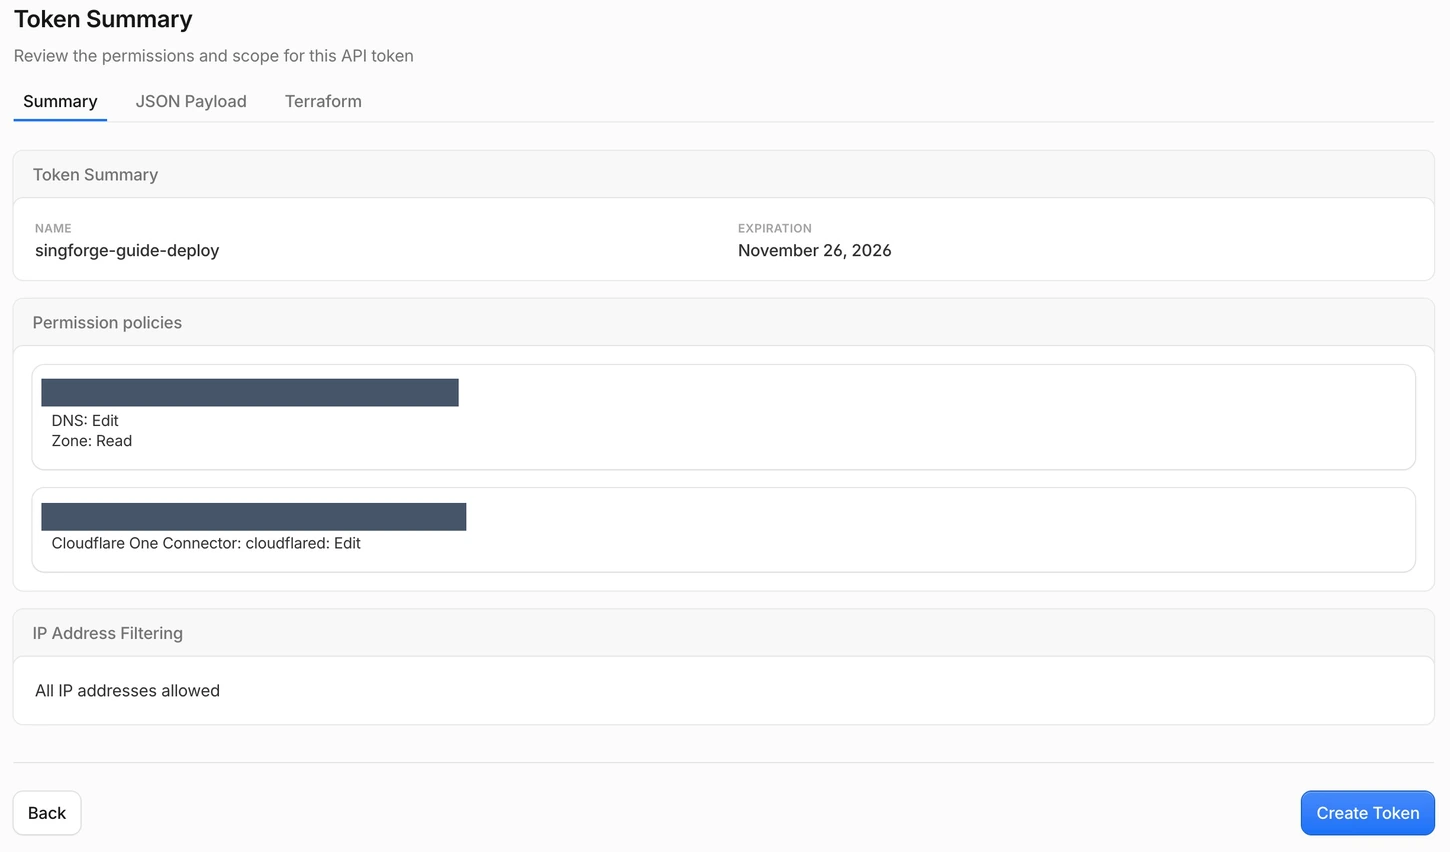 Token Summary
Review the permissions and scope for this API token
Summary JSON Payload Terraform
Token Summary
NAME EXPIRATION
singforge-guide-deploy November 26, 2026
Permission policies
DNS: Edit
Zone: Read
Cloudflare One Connector: cloudflared: Edit
IP Address Filtering
All IP addresses allowed
Back Create Token